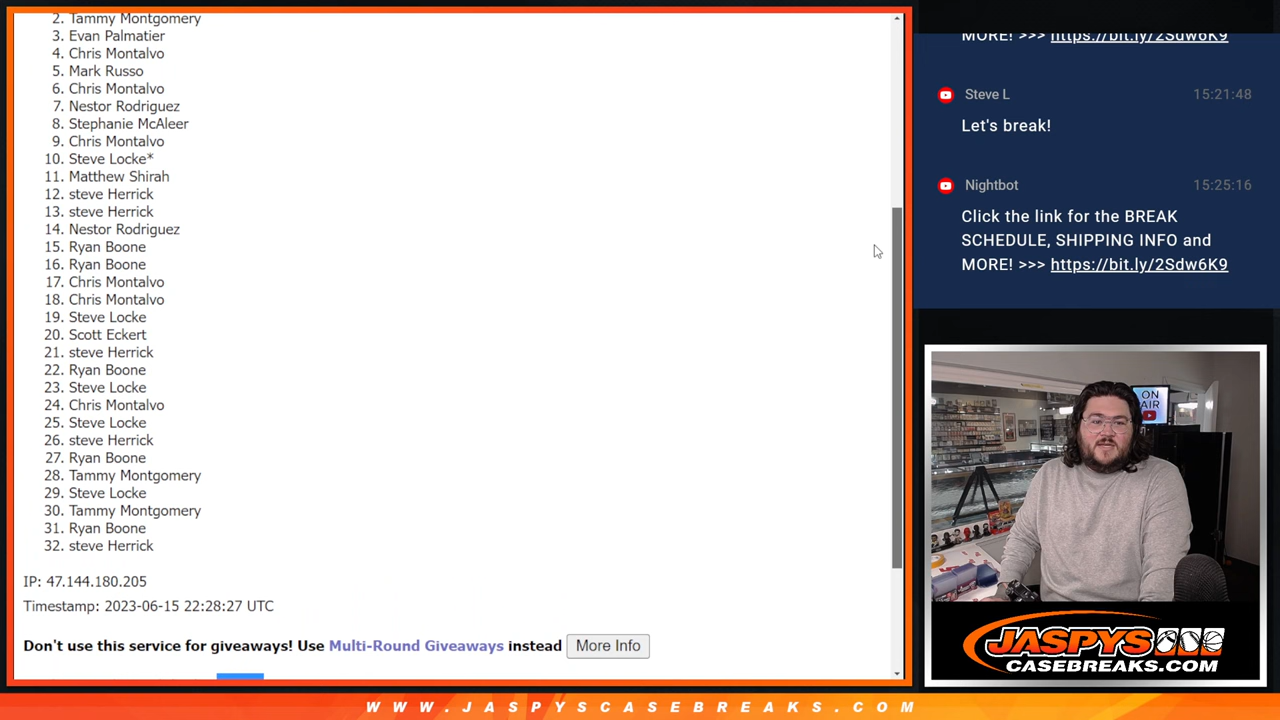 2. Tammy Montgomery
3. Evan Palmatier
4. Chris Montalvo
5. Mark Russo
6. Chris Montalvo
7. Nestor Rodriguez
8. Stephanie McAleer
9. Chris Montalvo
10. Steve Locke*
11. Matthew Shirah
12. steve Herrick
13. steve Herrick
14. Nestor Rodriguez
15. Ryan Boone
16. Ryan Boone
17. Chris Montalvo
18. Chris Montalvo
19. Steve Locke
20. Scott Eckert
21. steve Herrick
22. Ryan Boone
23. Steve Locke
24. Chris Montalvo
25. Steve Locke
26. steve Herrick
27. Ryan Boone
28. Tammy Montgomery
29. Steve Locke
30. Tammy Montgomery
31. Ryan Boone
32. steve Herrick
IP: 47.144.180.205
Timestamp: 2023-06-15 22:28:27 UTC
Don't use this service for giveaways! Use Multi-Round Giveaways instead More Info
MORE! >>> https://bit.ly/2Sdw6K9
Steve L 15:21:48
Let's break!
Nightbot 15:25:16
Click the link for the BREAK
SCHEDULE, SHIPPING INFO and
MORE! >>> https://bit.ly/2Sdw6K9
ON
AIR
JASPYS
CASEBREAKS.COM
WWW.JASPYSCASEBREAKS.COM